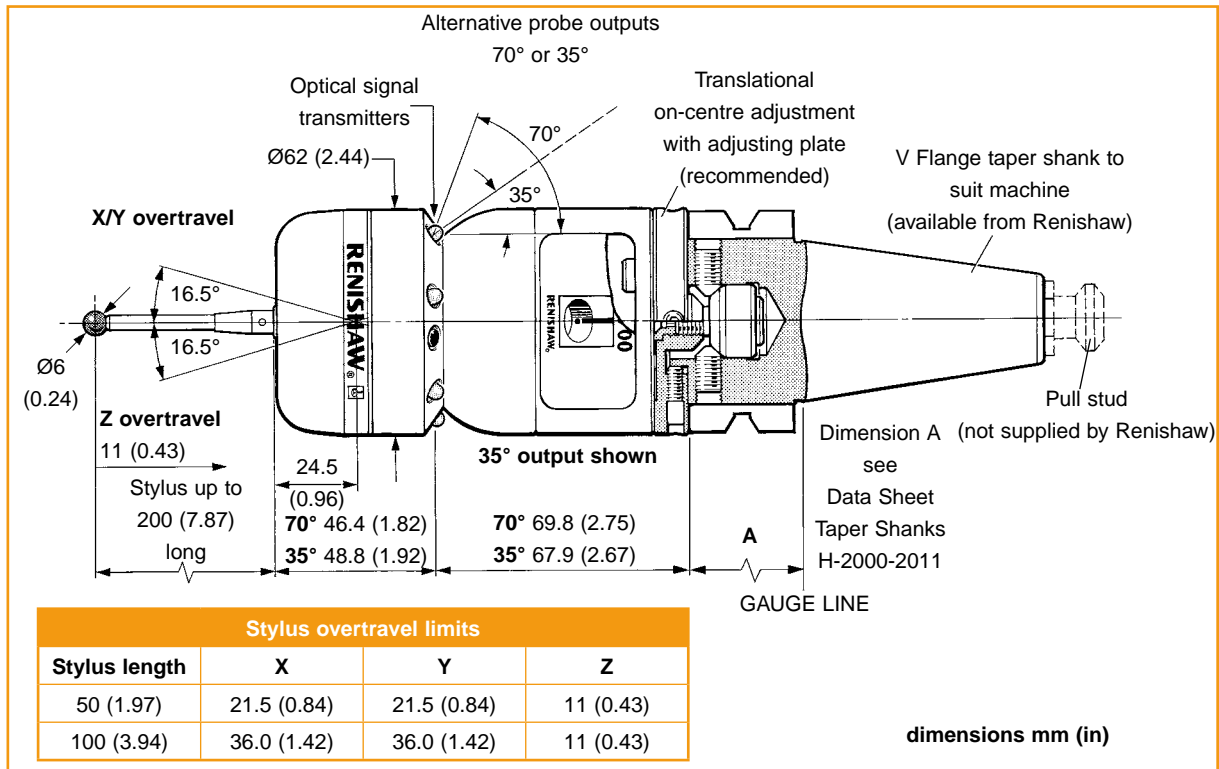 Alternative probe outputs
70° or 35°
Optical signal
transmitters
Translational
on-centre adjustment
with adjusting plate
(recommended)
V Flange taper shank to
suit machine
(available from Renishaw)
70°
35°
Ø62 (2.44)
X/Y overtravel
16.5°
16.5°
RENISHAW®
RENISHAW®
00
Ø6
(0.24)
Z overtravel
11 (0.43)
Stylus up to
200 (7.87)
long
24.5
(0.96)
70° 46.4 (1.82)
35° 48.8 (1.92)
35° output shown
70° 69.8 (2.75)
35° 67.9 (2.67)
A
Dimension A
see
Data Sheet
Taper Shanks
H-2000-2011
GAUGE LINE
Pull stud
(not supplied by Renishaw)
Stylus overtravel limits
Stylus length X Y Z
50 (1.97) 21.5 (0.84) 21.5 (0.84) 11 (0.43)
100 (3.94) 36.0 (1.42) 36.0 (1.42) 11 (0.43)
dimensions mm (in)